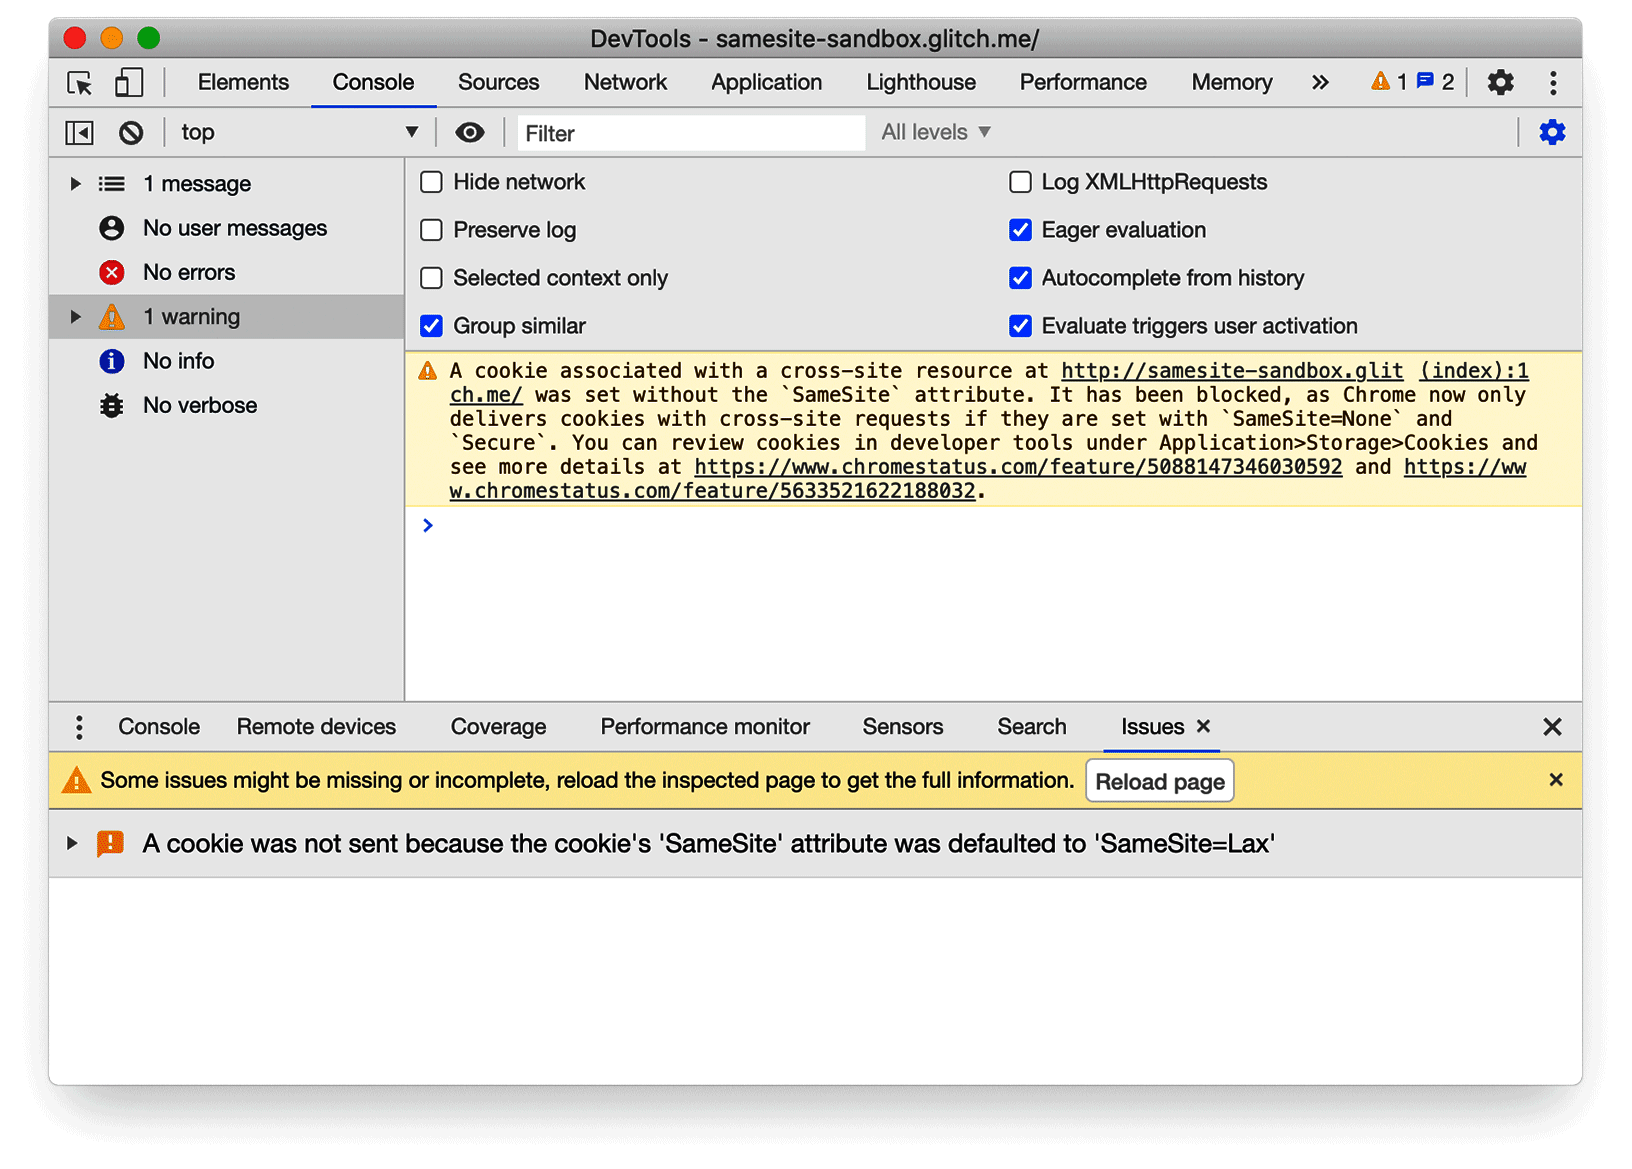 DevTools - samesite-sandbox.glitch.me/
Elements Console Sources Network Application Lighthouse Performance Memory » 1 2
top Filter All levels
1 message
No user messages
No errors
1 warning
No info
No verbose
Hide network Log XMLHttpRequests
Preserve log Eager evaluation
Selected context only Autocomplete from history
Group similar Evaluate triggers user activation
A cookie associated with a cross-site resource at http://samesite-sandbox.glit (index):1
ch.me/ was set without the `SameSite` attribute. It has been blocked, as Chrome now only
delivers cookies with cross-site requests if they are set with `SameSite=None` and
`Secure`. You can review cookies in developer tools under Application>Storage>Cookies and
see more details at https://www.chromestatus.com/feature/5088147346030592 and https://ww
w.chromestatus.com/feature/5633521622188032.
Console Remote devices Coverage Performance monitor Sensors Search Issues
Some issues might be missing or incomplete, reload the inspected page to get the full information. Reload page
A cookie was not sent because the cookie's 'SameSite' attribute was defaulted to 'SameSite=Lax'